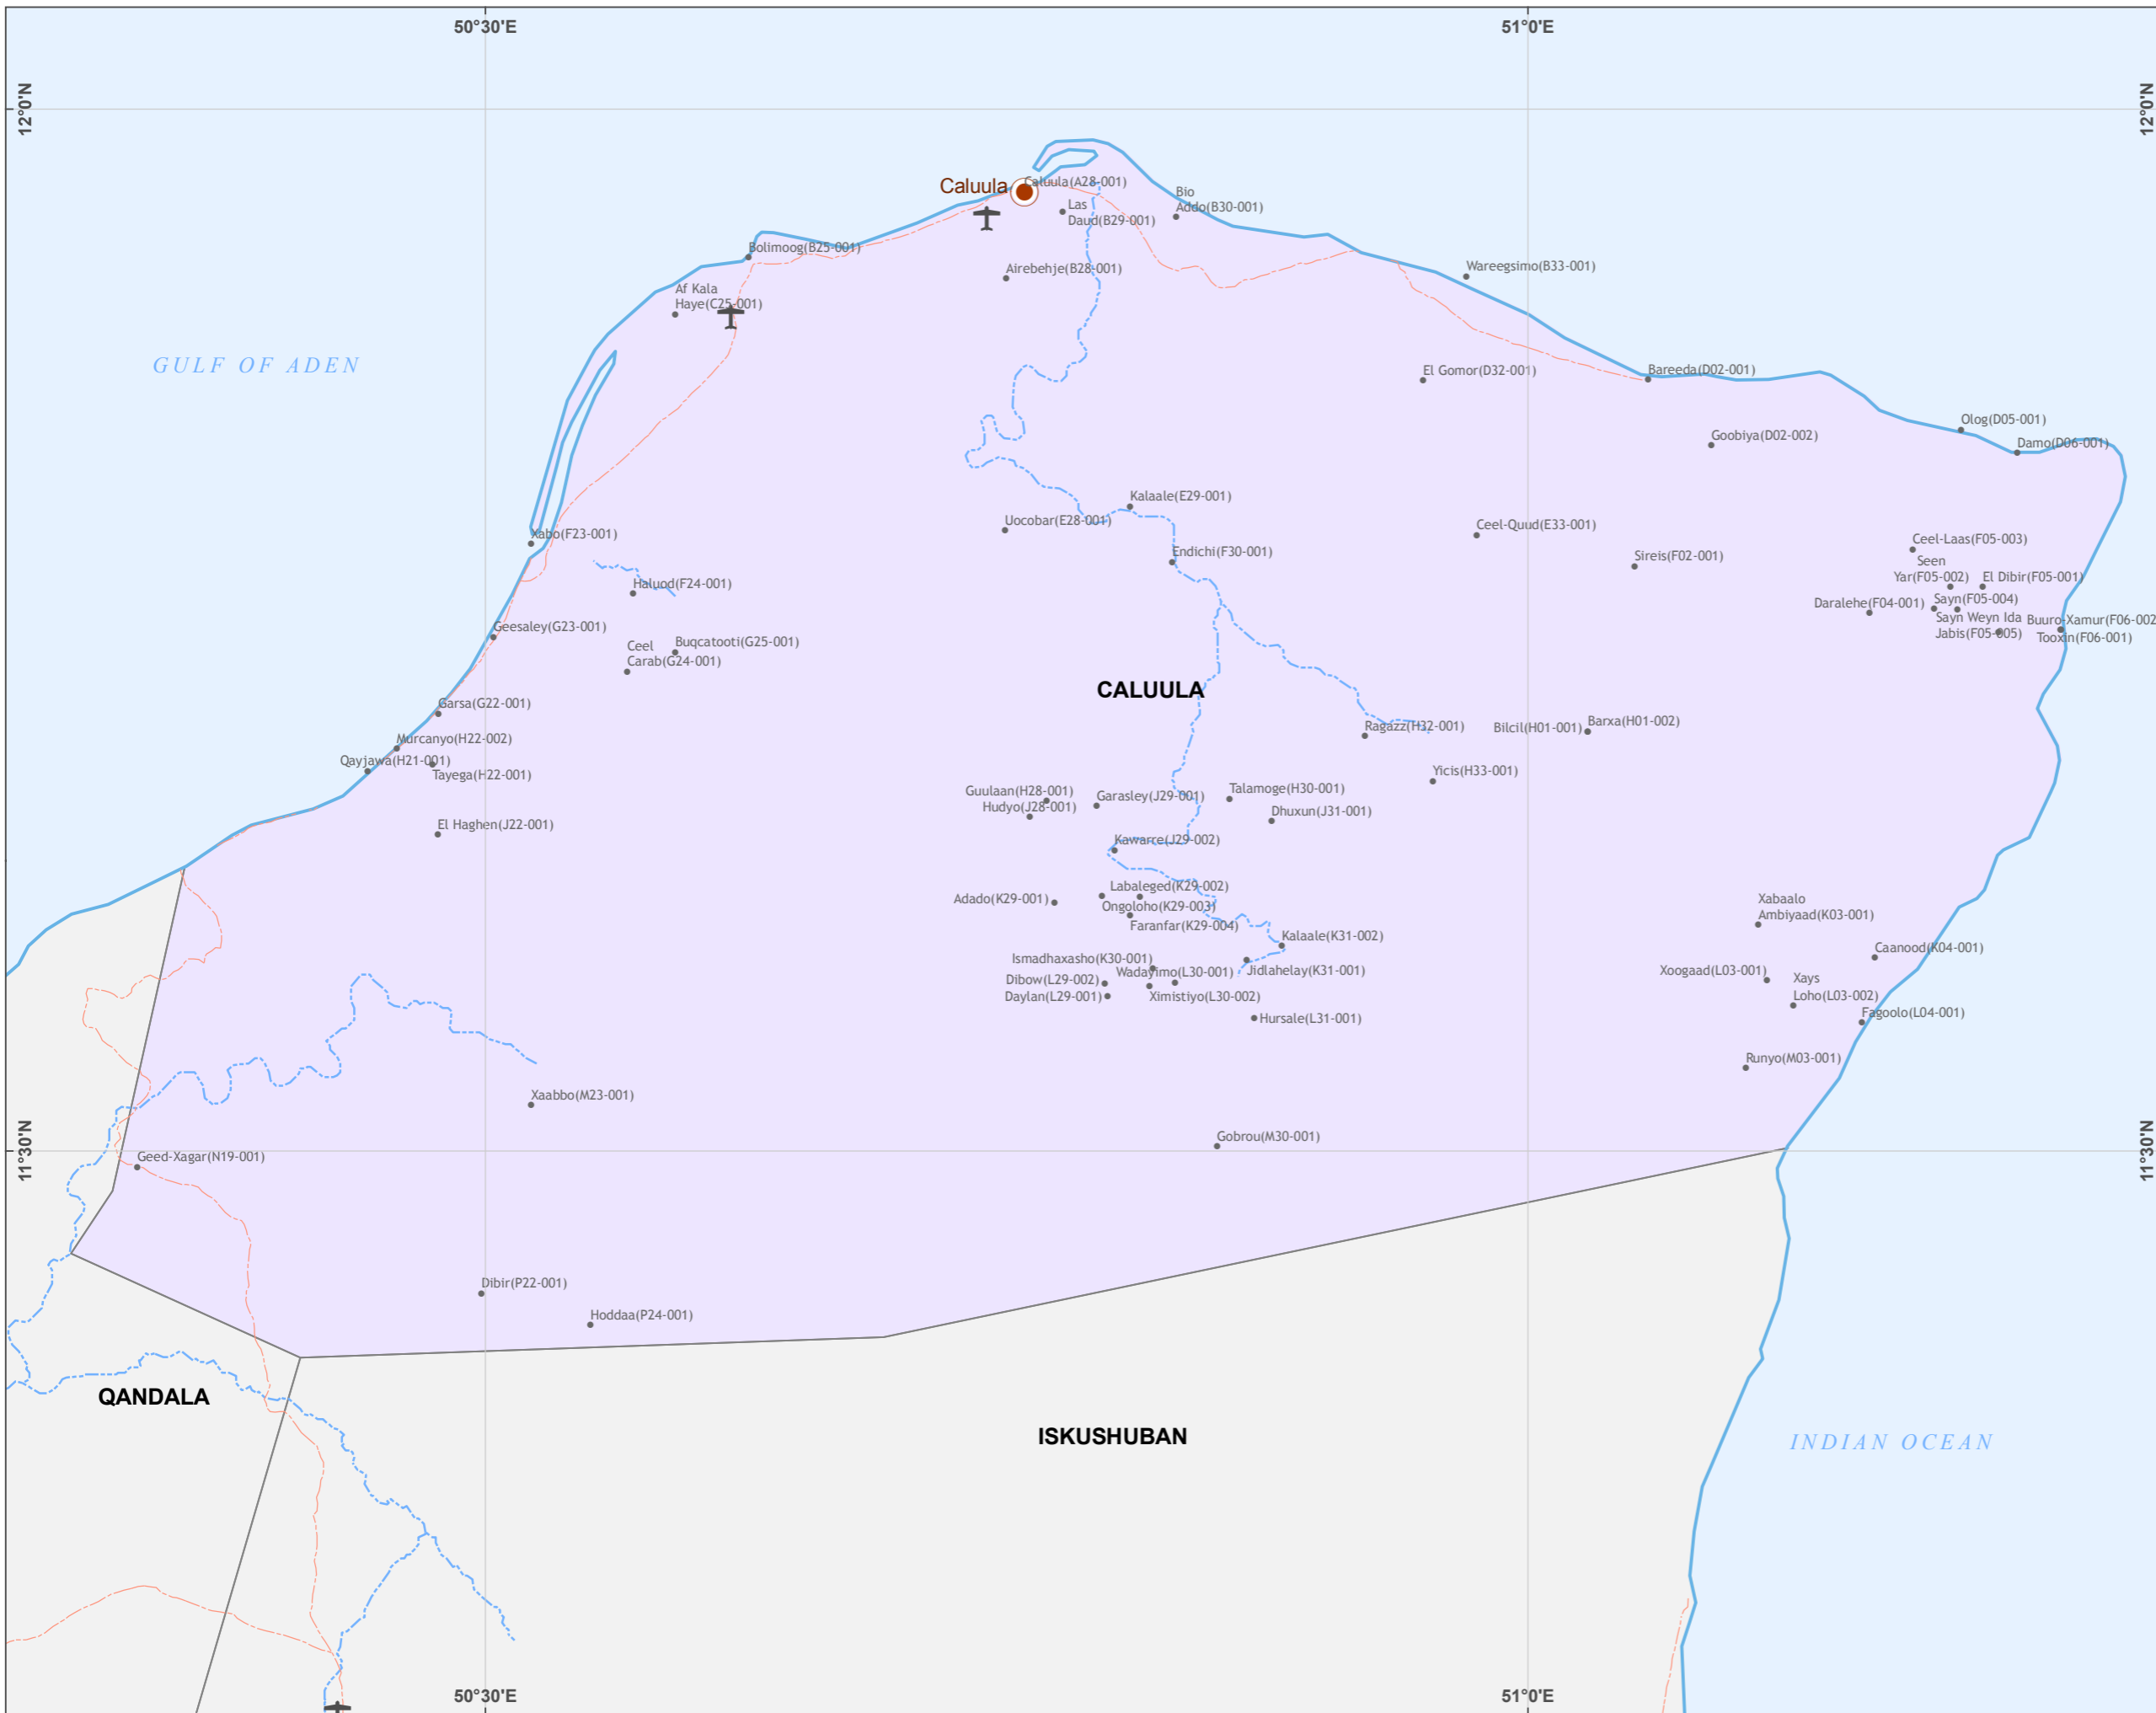 50°30'E
51°0'E
12°0'N
12°0'N
Caluula
Caluula(A28-001)
Las
Daud(B29-001)
Bio
Addo(B30-001)
Bolimoog(B25-001)
Airebehje(B28-001)
Wareegsimo(B33-001)
Af Kala
Haye(C25-001)
GULF OF ADEN
El Gomor(D32-001)
Bareeda(D02-001)
Olog(D05-001)
Goobiya(D02-002)
Damo(D06-001)
Kalaale(E29-001)
Uocobar(E28-001)
Ceel-Quud(E33-001)
Xabo(F23-001)
Endichi(F30-001)
Sireis(F02-001)
Ceel-Laas(F05-003)
Seen
Yar(F05-002)
El Dibir(F05-001)
Haluod(F24-001)
Daralehe(F04-001)
Sayn(F05-004)
Sayn Weyn Ida
Jabis(F05-005)
Buuro-Xamur(F06-002
Tooxin(F06-001)
Geesaley(G23-001)
Ceel
Carab(G24-001)
Buqcatooti(G25-001)
CALUULA
Garsa(G22-001)
Ragazz(H32-001)
Bilcil(H01-001)
Barxa(H01-002)
Murcanyo(H22-002)
Qayjawa(H21-001)
Tayega(H22-001)
Yicis(H33-001)
Guulaan(H28-001)
Hudyo(J28-001)
Garasley(J29-001)
Talamoge(H30-001)
Dhuxun(J31-001)
El Haghen(J22-001)
Kawarre(J29-002)
Labaleged(K29-002)
Adado(K29-001)
Ongoloho(K29-003)
Faranfar(K29-004)
Xabaalo
Ambiyaad(K03-001)
Kalaale(K31-002)
Caanood(K04-001)
Ismadhaxasho(K30-001)
Wadayimo(L30-001)
Jidlahelay(K31-001)
Xoogaad(L03-001)
Dibow(L29-002)
Xays
Loho(L03-002)
Daylan(L29-001)
Ximistiyo(L30-002)
Hursale(L31-001)
Fagoolo(L04-001)
Runyo(M03-001)
Xaabbo(M23-001)
Gobrou(M30-001)
11°30'N
11°30'N
Geed-Xagar(N19-001)
Dibir(P22-001)
Hoddaa(P24-001)
QANDALA
ISKUSHUBAN
INDIAN OCEAN
50°30'E
51°0'E